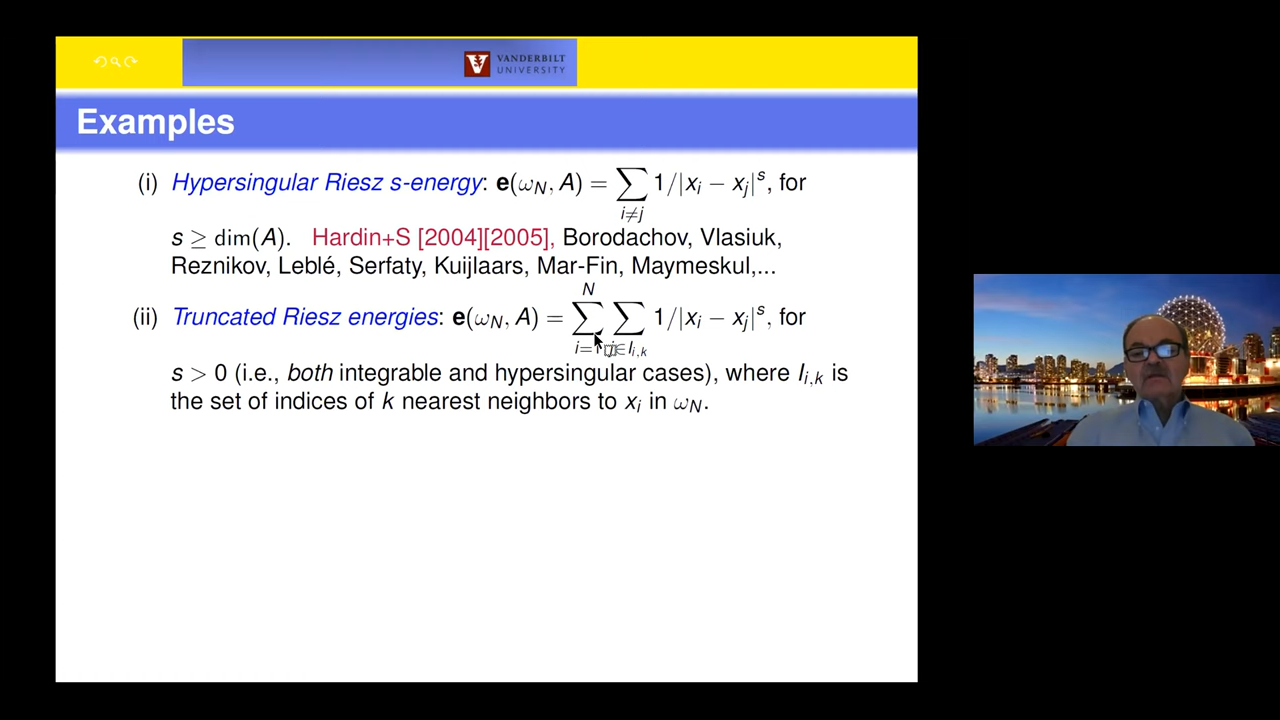 VANDERBILT
UNIVERSITY
Examples
(i) Hypersingular Riesz s-energy: e(ω_N, A) = ∑_{i≠j} 1/|x_i − x_j|^s, for
s ≥ dim(A). Hardin+S [2004][2005], Borodachov, Vlasiuk,
Reznikov, Leblé, Serfaty, Kuijlaars, Mar-Fin, Maymeskul,...
(ii) Truncated Riesz energies: e(ω_N, A) = ∑_{i=1}^{N} ∑_{j∈I_{i,k}} 1/|x_i − x_j|^s, for
s > 0 (i.e., both integrable and hypersingular cases), where I_{i,k} is
the set of indices of k nearest neighbors to x_i in ω_N.